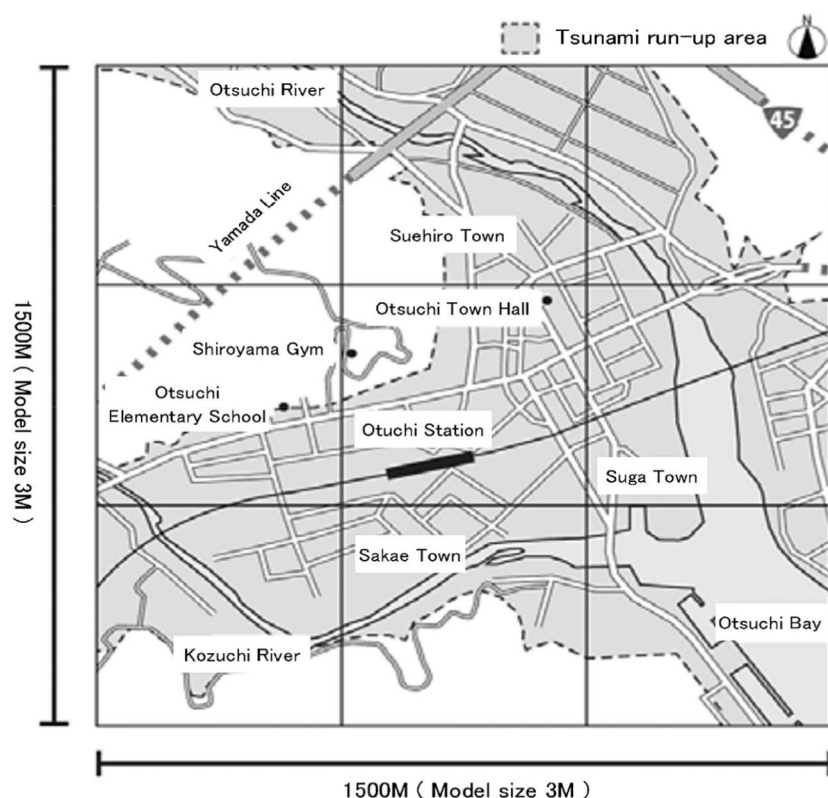 Tsunami run-up area
N
Otsuchi River
45
Yamada Line
Suehiro Town
Otsuchi Town Hall
Shiroyama Gym
Otsuchi
Elementary School
Otuchi Station
Suga Town
Sakae Town
Otsuchi Bay
Kozuchi River
1500M ( Model size 3M )
1500M ( Model size 3M )